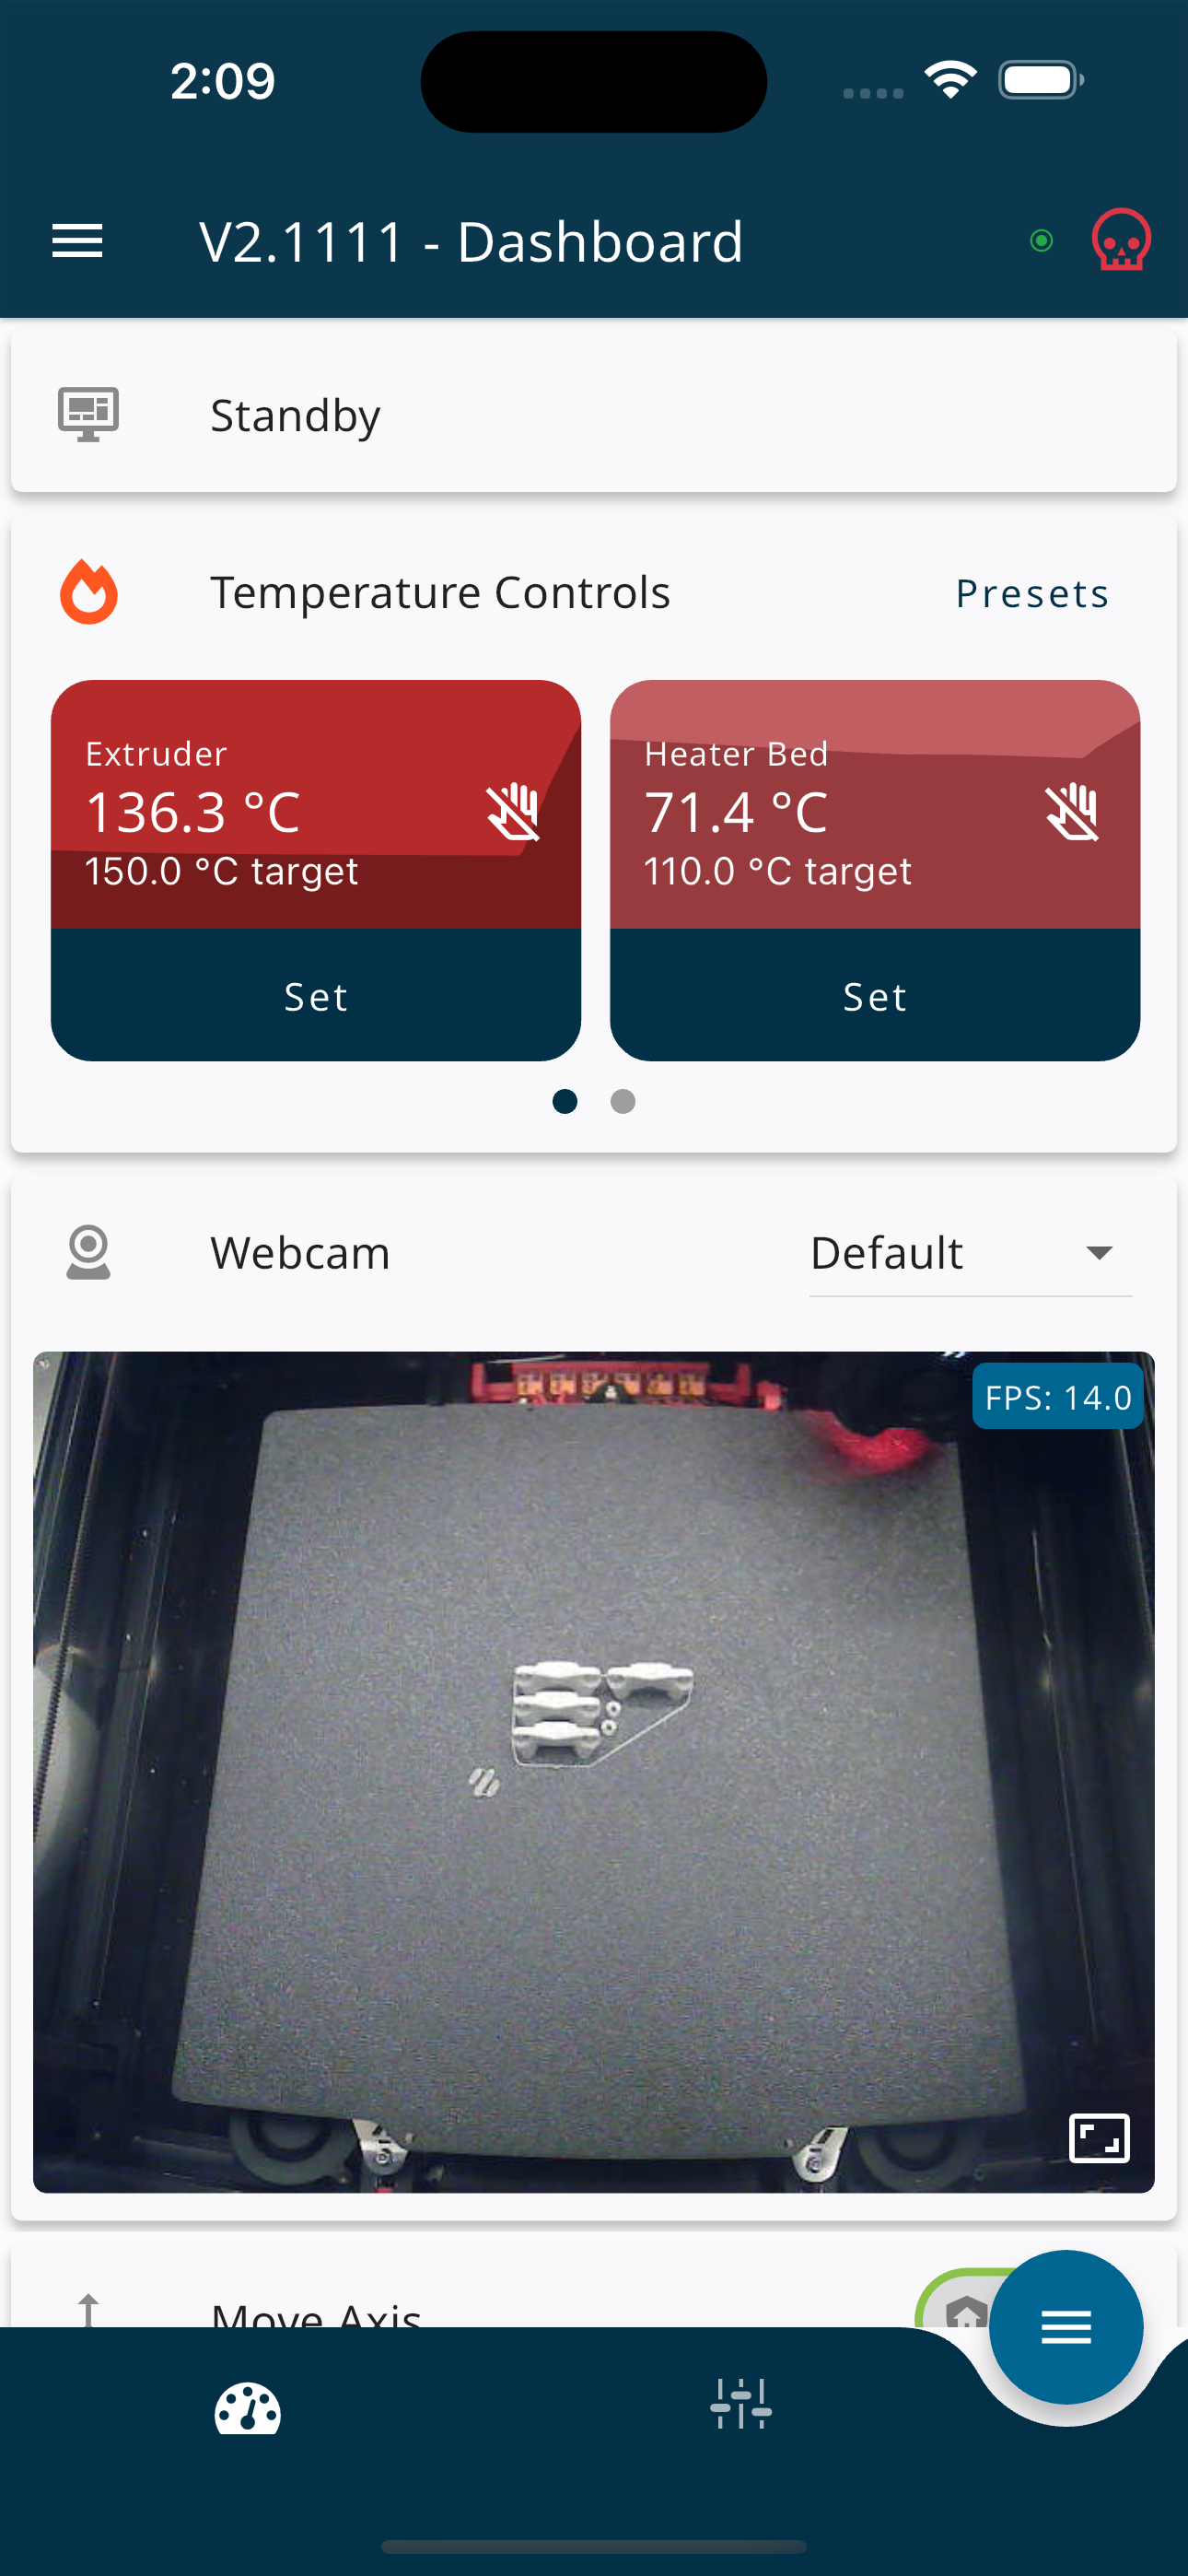 2:09
V2.1111 - Dashboard
Standby
Temperature Controls
Presets
Extruder
136.3 °C
150.0 °C target
Set
Heater Bed
71.4 °C
110.0 °C target
Set
Webcam
Default
FPS: 14.0
Move Axis